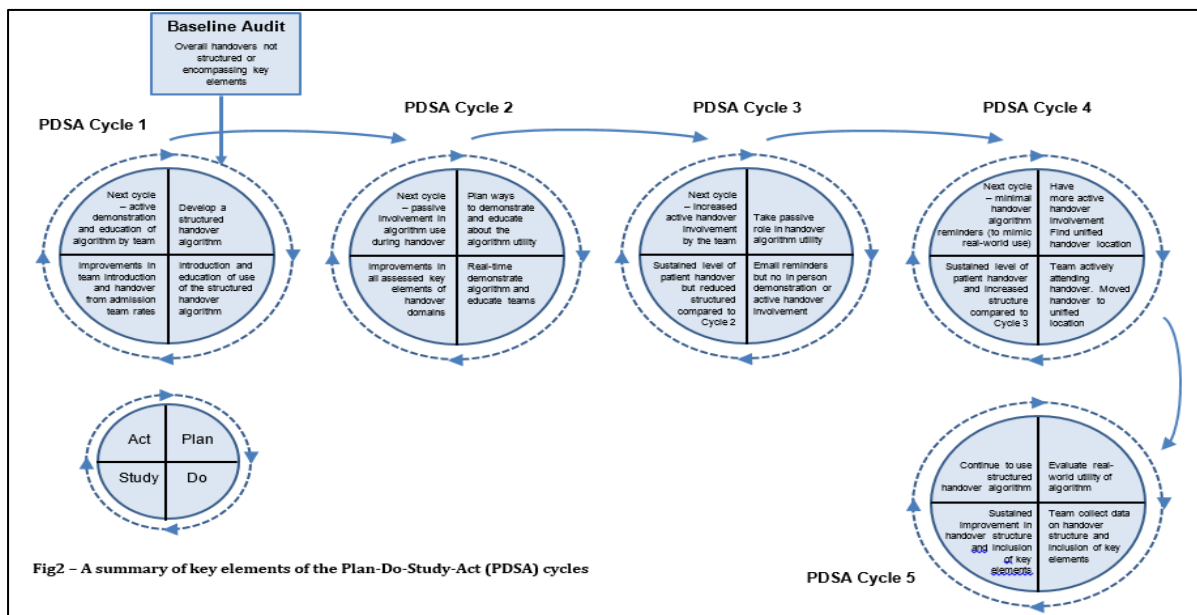 Baseline Audit
Overall handovers not
structured or
encompassing key
elements
PDSA Cycle 1
PDSA Cycle 2
PDSA Cycle 3
PDSA Cycle 4
Next cycle
– active
demonstration
and education of
algorithm by team
Develop a
structured
handover
algorithm
Improvements in
team introduction
and handover
from admission
team rates
Introduction and
education of use
of the structured
handover
algorithm
Next cycle
– passive
involvement in
algorithm use during
handover
Plan ways
to demonstrate
and educate
about the
algorithm utility
Improvements in
all assessed key
elements of
handover
domains
Real-time
demonstrate
algorithm and
educate teams
Next cycle
– increased
active handover
involvement
by the team
Take passive
role in handover
algorithm utility
Sustained level of
patient handover
but reduced
structured
compared to
Cycle 2
Email reminders
but no in person
demonstration or
active handover
involvement
Next cycle
– minimal
handover
algorithm
reminders (to mimic
real-world use)
Have
more active
handover
involvement
Find unified
handover location
Sustained level of
patient handover
and increased
structure
compared to
Cycle 3
Team actively
attending
handover. Moved
handover to
unified
location
Act
Plan
Study
Do
Continue to use
structured
handover algorithm
Evaluate real-
world utility of
algorithm
Sustained
improvement in
handover structure
and inclusion
of key
elements
Team collect data
on handover
structure and
inclusion of key
elements
PDSA Cycle 5
Fig2 – A summary of key elements of the Plan-Do-Study-Act (PDSA) cycles